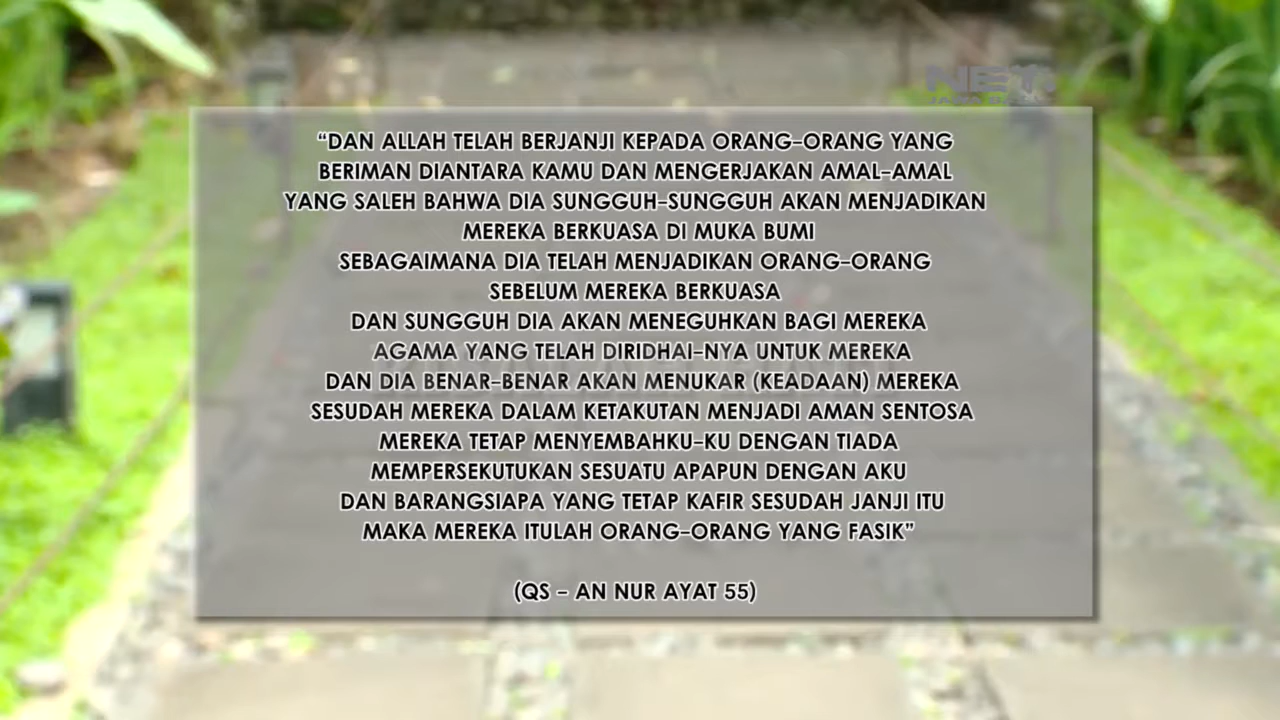 NET.
"DAN ALLAH TELAH BERJANJI KEPADA ORANG-ORANG YANG
BERIMAN DIANTARA KAMU DAN MENGERJAKAN AMAL-AMAL
YANG SALEH BAHWA DIA SUNGGUH-SUNGGUH AKAN MENJADIKAN
MEREKA BERKUASA DI MUKA BUMI
SEBAGAIMANA DIA TELAH MENJADIKAN ORANG-ORANG
SEBELUM MEREKA BERKUASA
DAN SUNGGUH DIA AKAN MENEGUHKAN BAGI MEREKA
AGAMA YANG TELAH DIRIDHAI-NYA UNTUK MEREKA
DAN DIA BENAR-BENAR AKAN MENUKAR (KEADAAN) MEREKA
SESUDAH MEREKA DALAM KETAKUTAN MENJADI AMAN SENTOSA
MEREKA TETAP MENYEMBAHKU-KU DENGAN TIADA
MEMPERSEKUTUKAN SESUATU APAPUN DENGAN AKU
DAN BARANGSIAPA YANG TETAP KAFIR SESUDAH JANJI ITU
MAKA MEREKA ITULAH ORANG-ORANG YANG FASIK"
(QS - AN NUR AYAT 55)